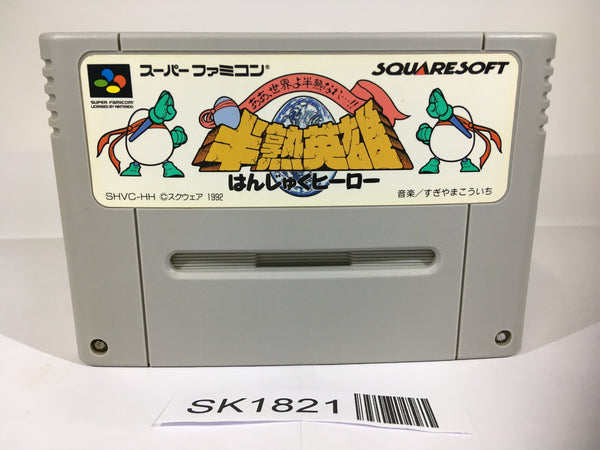 スーパーファミコン®
SQUARESOFT
SUPER FAMICOM
LICENSED BY NINTENDO
ああ、世界よ半熟なれ…!!
半熟英雄
はんじゅくヒーロー
SHVC-HH ©スクウェア 1992
音楽/すぎやまこういち
SK1821